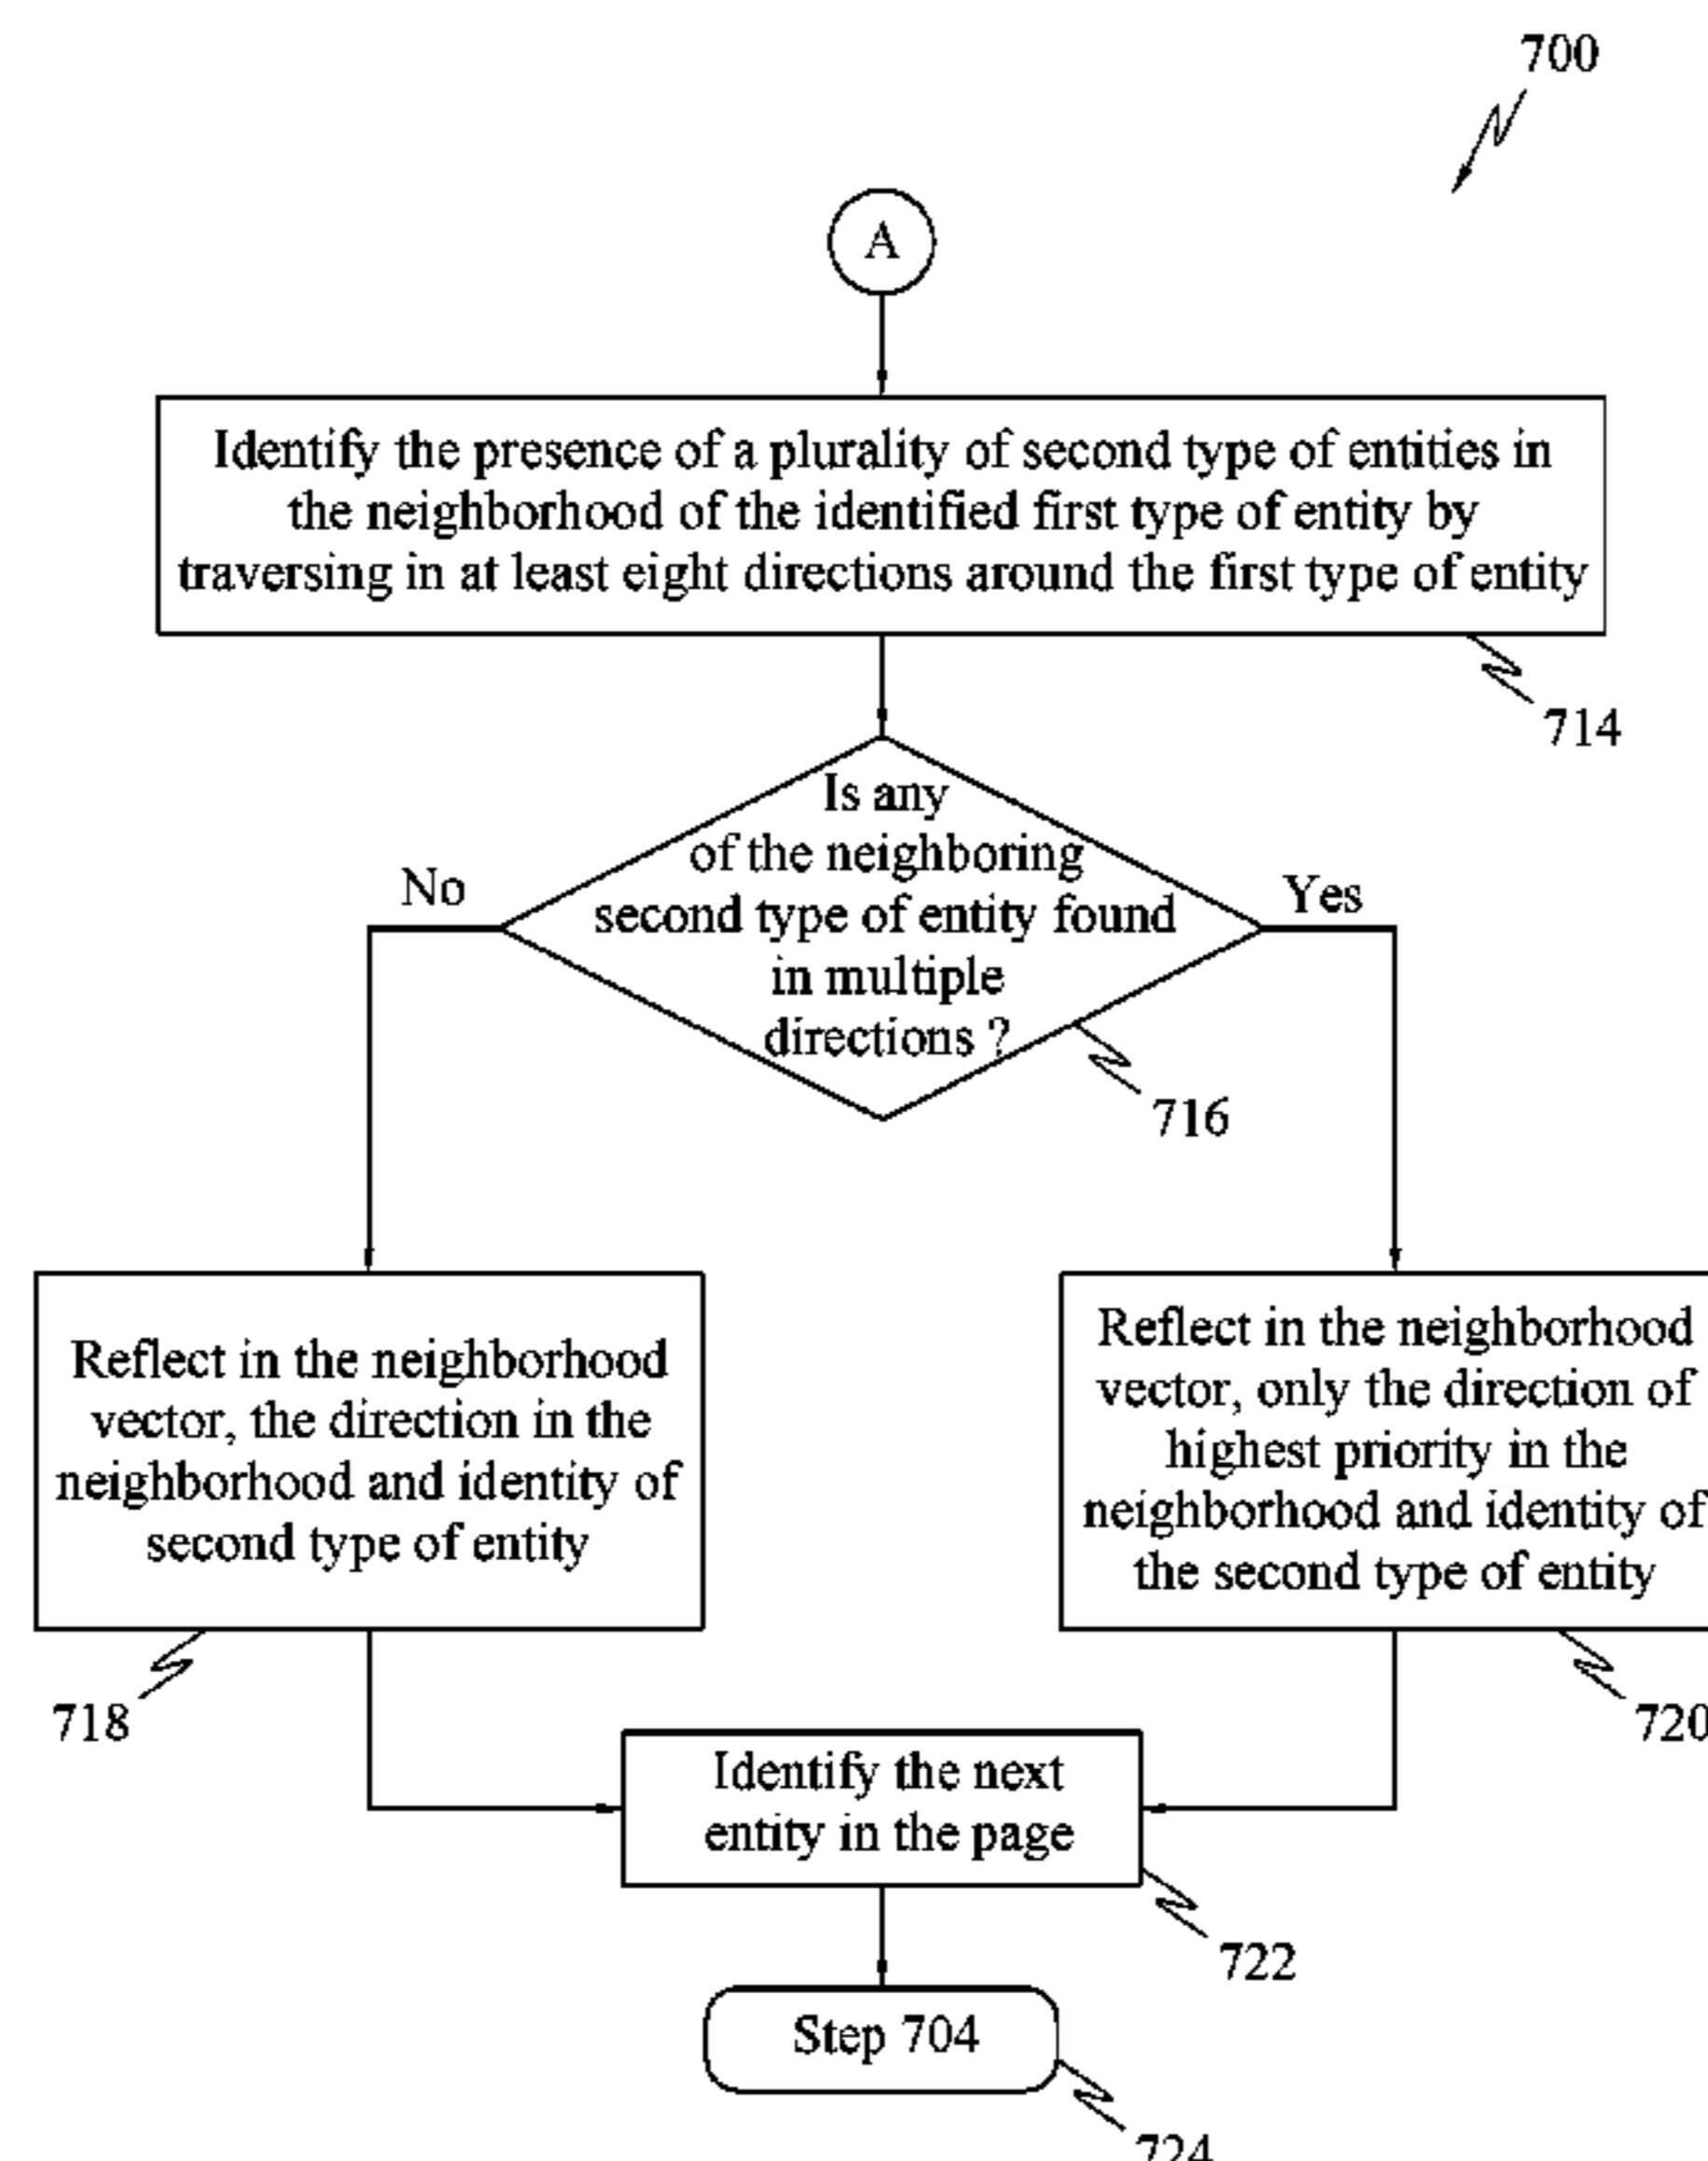 700
A
Identify the presence of a plurality of second type of entities in
the neighborhood of the identified first type of entity by
traversing in at least eight directions around the first type of entity
714
Is any
of the neighboring
second type of entity found
in multiple
directions ?
No
Yes
716
Reflect in the neighborhood
vector, the direction in the
neighborhood and identity of
second type of entity
718
Reflect in the neighborhood
vector, only the direction of
highest priority in the
neighborhood and identity of
the second type of entity
720
Identify the next
entity in the page
722
Step 704
724